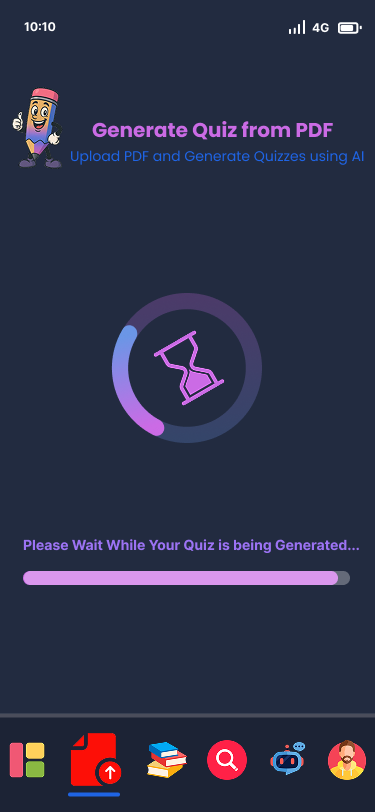 10:10
4G
Generate Quiz from PDF
Upload PDF and Generate Quizzes using AI
Please Wait While Your Quiz is being Generated...